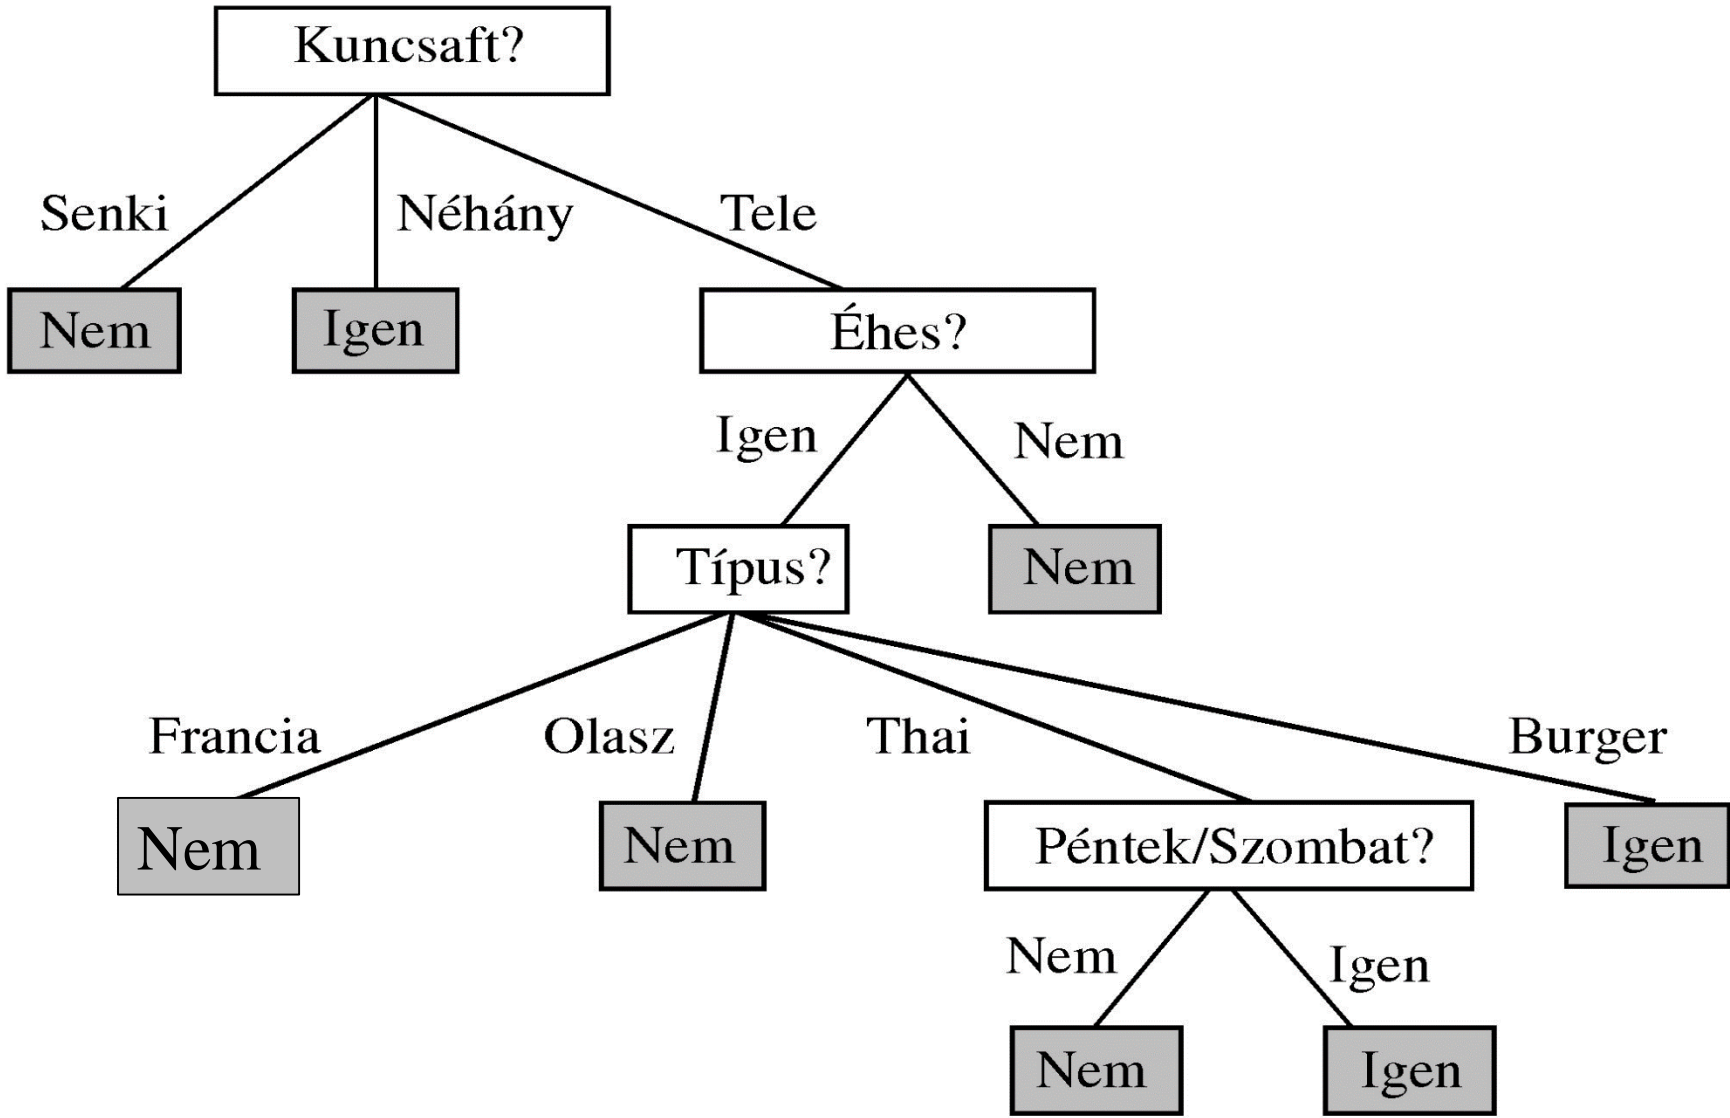 Kuncsaft?
Senki
Néhány
Tele
Nem
Igen
Éhes?
Igen
Nem
Típus?
Nem
Francia
Olasz
Thai
Burger
Nem
Nem
Péntek/Szombat?
Igen
Nem
Igen
Nem
Igen